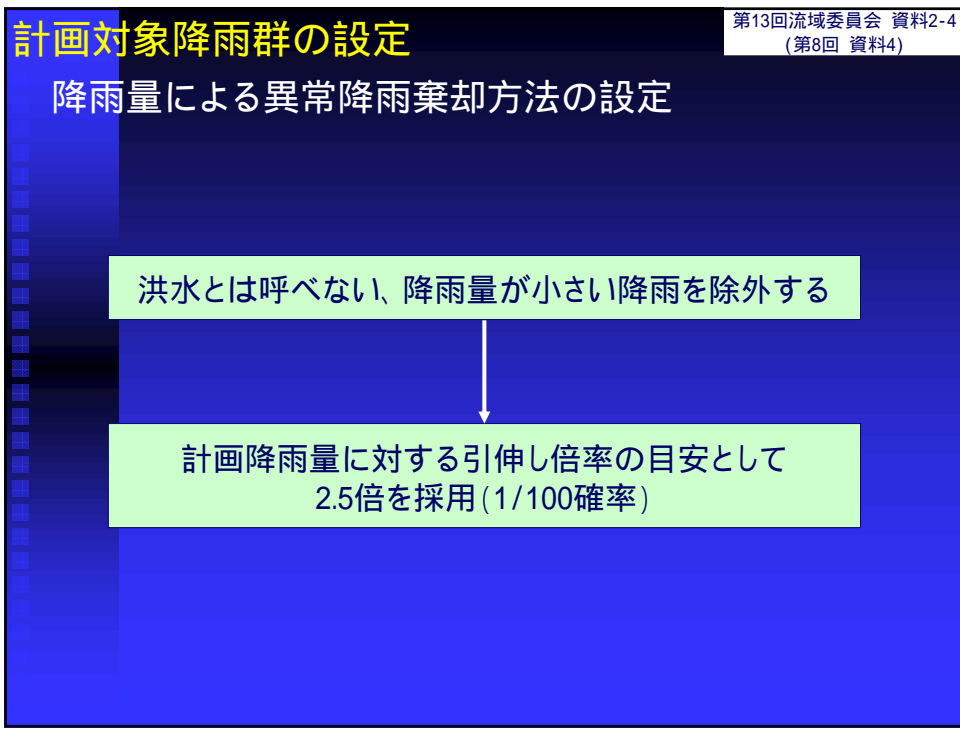 計画対象降雨群の設定
第13回流域委員会 資料2-4
(第8回 資料4)
降雨量による異常降雨棄却方法の設定
洪水とは呼べない、降雨量が小さい降雨を除外する
計画降雨量に対する引伸し倍率の目安として
2.5倍を採用(1/100確率)